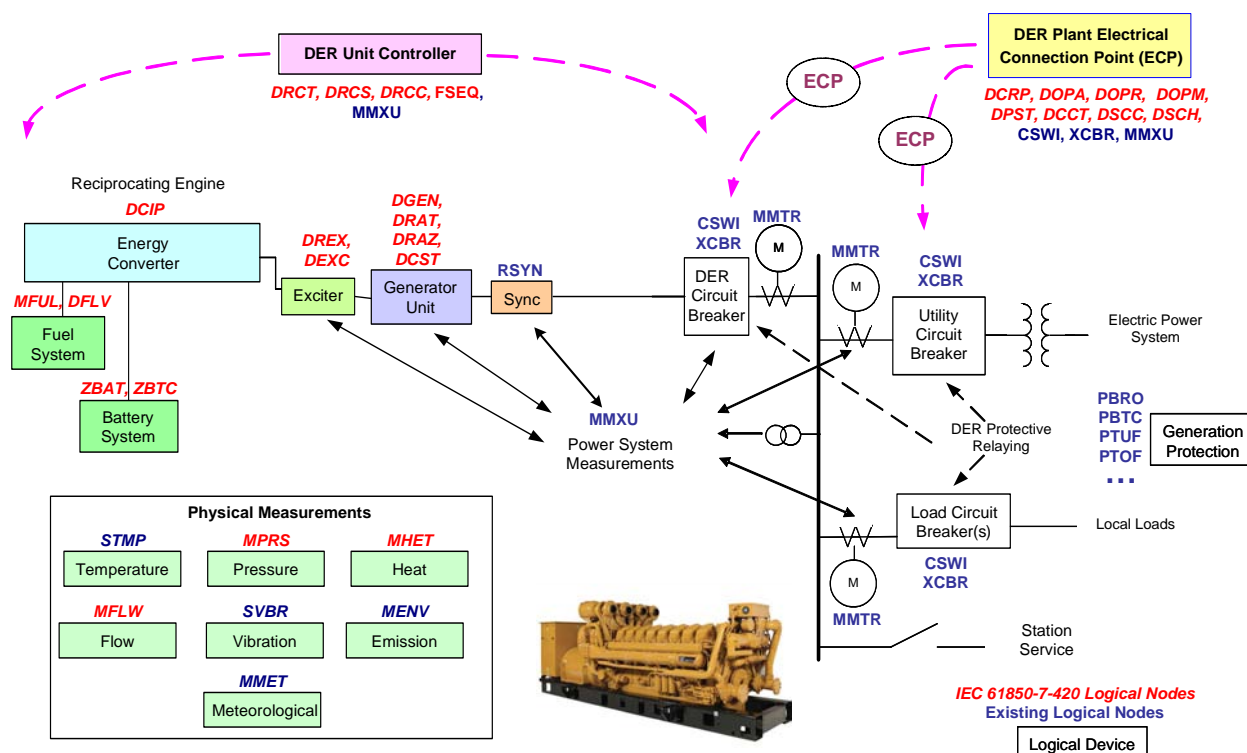 DER Unit Controller
DRCT, DRCS, DRCC, FSEQ,
MMXU
ECP
ECP
DER Plant Electrical
Connection Point (ECP)
DCRP, DOPA, DOPR, DOPM,
DPST, DCCT, DSCC, DSCH,
CSWI, XCBR, MMXU
Reciprocating Engine
DCIP
Energy
Converter
MFUL, DFLV
Fuel
System
ZBAT, ZBTC
Battery
System
DREX,
DEXC
Exciter
DGEN,
DRAT,
DRAZ,
DCST
Generator
Unit
RSYN
Sync
CSWI
XCBR
DER
Circuit
Breaker
MMTR
M
MMTR
M
CSWI
XCBR
Utility
Circuit
Breaker
Electric Power
System
MMXU
Power System
Measurements
DER Protective
Relaying
PBRO
PBTC
PTUF
PTOF
...
Generation
Protection
Load Circuit
Breaker(s)
CSWI
XCBR
Local Loads
M
MMTR
Station
Service
Physical Measurements
STMP
Temperature
MPRS
Pressure
MHET
Heat
MFLW
Flow
SVBR
Vibration
MENV
Emission
MMET
Meteorological
IEC 61850-7-420 Logical Nodes
Existing Logical Nodes
Logical Device